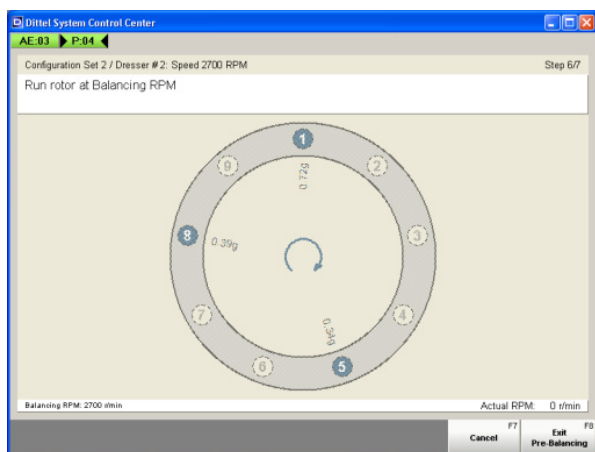 Dittel System Control Center
AE:03 P:04
Configuration Set 2 / Dresser # 2: Speed 2700 RPM Step 6/7
Run rotor at Balancing RPM
1
9 2
0.72g
8 3
0.39g
7 4
0.34g
6 5
Balancing RPM: 2700 r/min Actual RPM: 0 r/min
F7 F8
Cancel Exit
Pre-Balancing